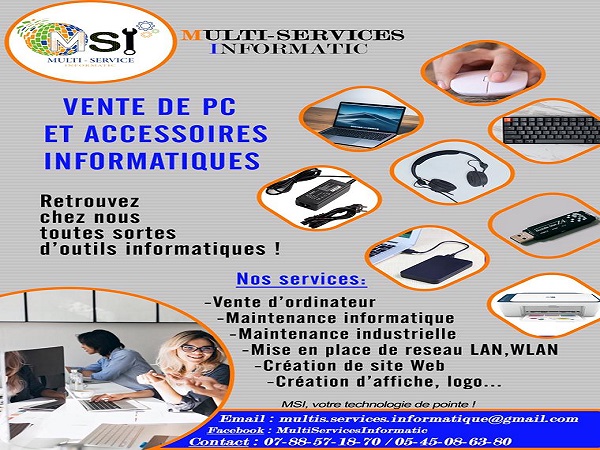 MSI
MULTI - SERVICE
INFORMATIC
MULTI-SERVICES
INFORMATIC
VENTE DE PC
ET ACCESSOIRES
INFORMATIQUES
Retrouvez
chez nous
toutes sortes
d'outils informatiques !
Nos services:
-Vente d'ordinateur
-Maintenance informatique
-Maintenance industrielle
-Mise en place de reseau LAN,WLAN
-Création de site Web
-Création d'affiche, logo...
MSI, votre technologie de pointe !
Email : multis.services.informatique@gmail.com
Facebook : MultiServicesInformatic
Contact : 07-88-57-18-70 / 05-45-08-63-80